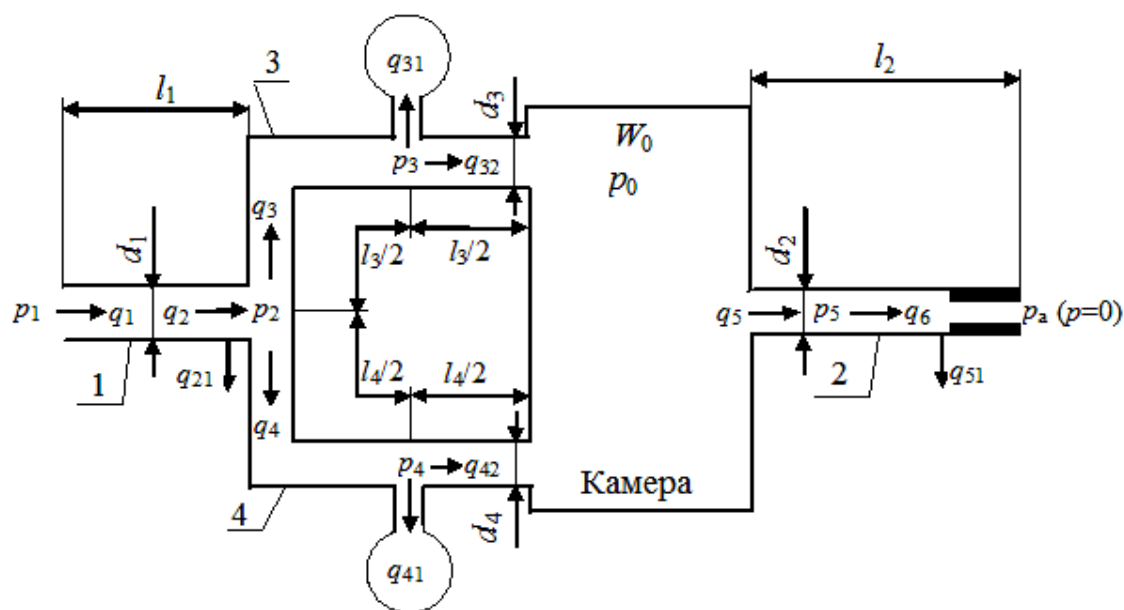 q₃₁
l₂
l₁
3
d₃
W₀
p₃
q₃₂
p₀
q₃
d₁
l₃/2
l₃/2
d₂
p₁
q₁
q₂
p₂
q₅
p₅
q₆
pₐ (p=0)
l₄/2
l₄/2
1
q₂₁
2
q₅₁
q₄
p₄
q₄₂
Камера
4
d₄
q₄₁